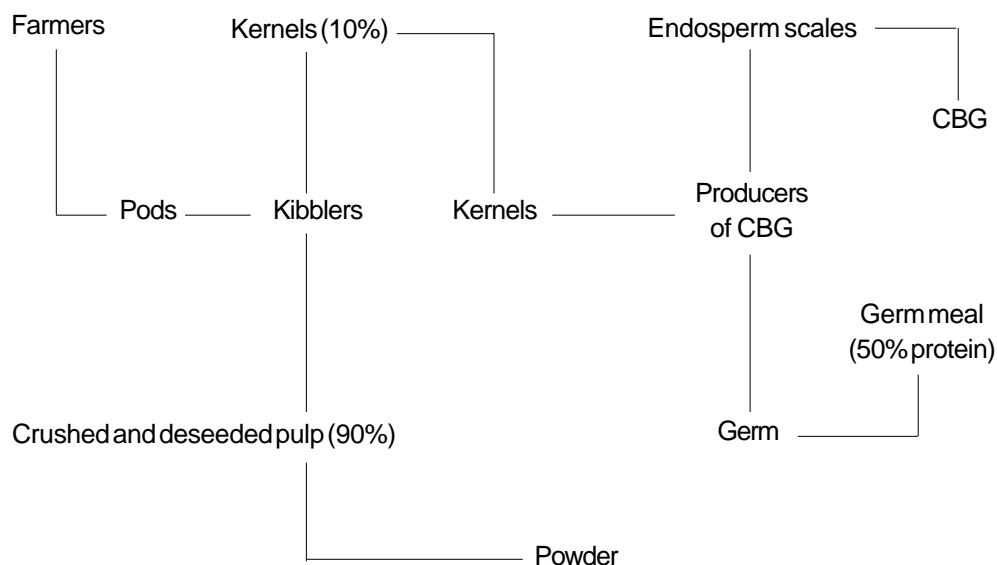 Farmers
Kernels (10%)
Endosperm scales
CBG
Pods
Kibblers
Kernels
Producers
of CBG
Germ meal
(50% protein)
Crushed and deseeded pulp (90%)
Germ
Powder